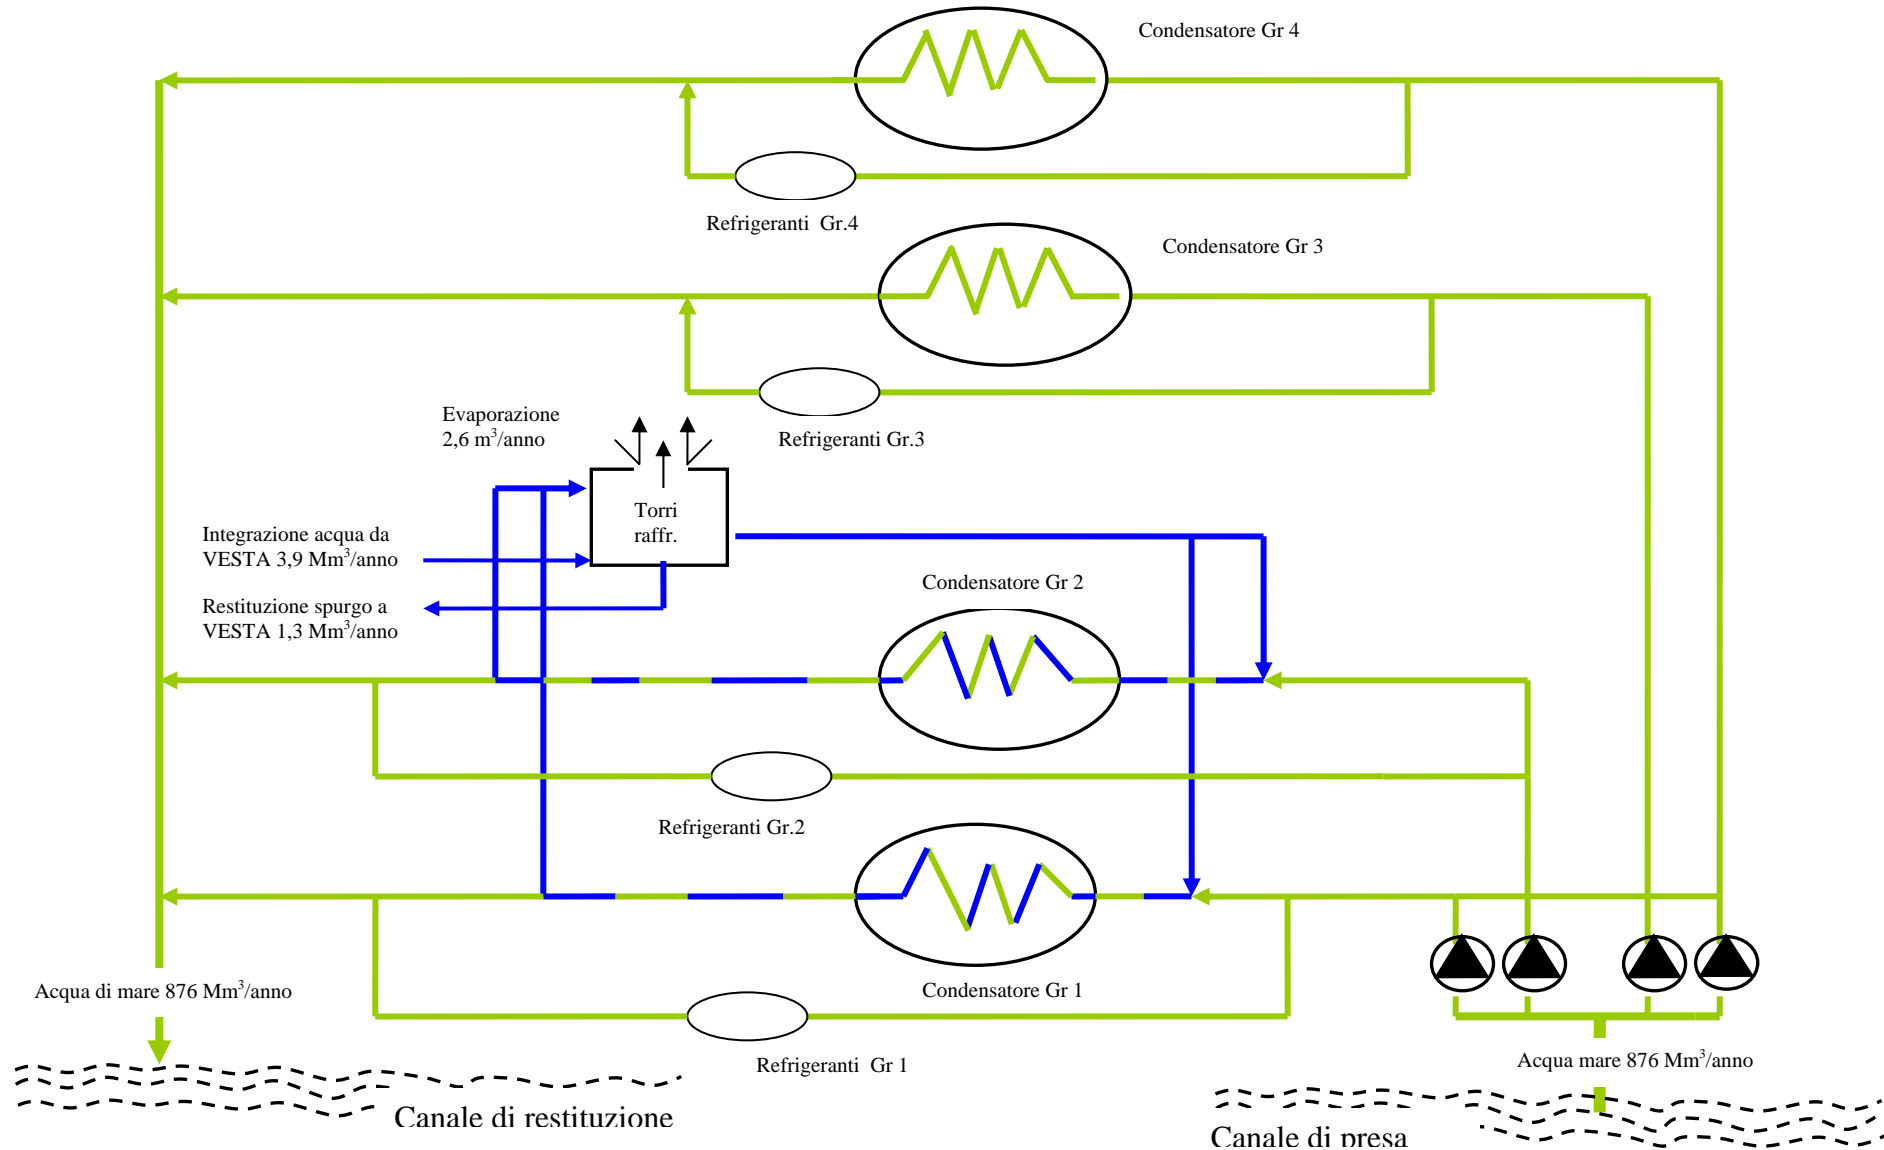 Condensatore Gr 4
Refrigeranti Gr.4
Condensatore Gr 3
Refrigeranti Gr.3
Evaporazione
2,6 m³/anno
Torri
raffr.
Integrazione acqua da
VESTA 3,9 Mm³/anno
Restituzione spurgo a
VESTA 1,3 Mm³/anno
Condensatore Gr 2
Refrigeranti Gr.2
Condensatore Gr 1
Refrigeranti Gr 1
Acqua di mare 876 Mm³/anno
Acqua mare 876 Mm³/anno
Canale di restituzione
Canale di presa